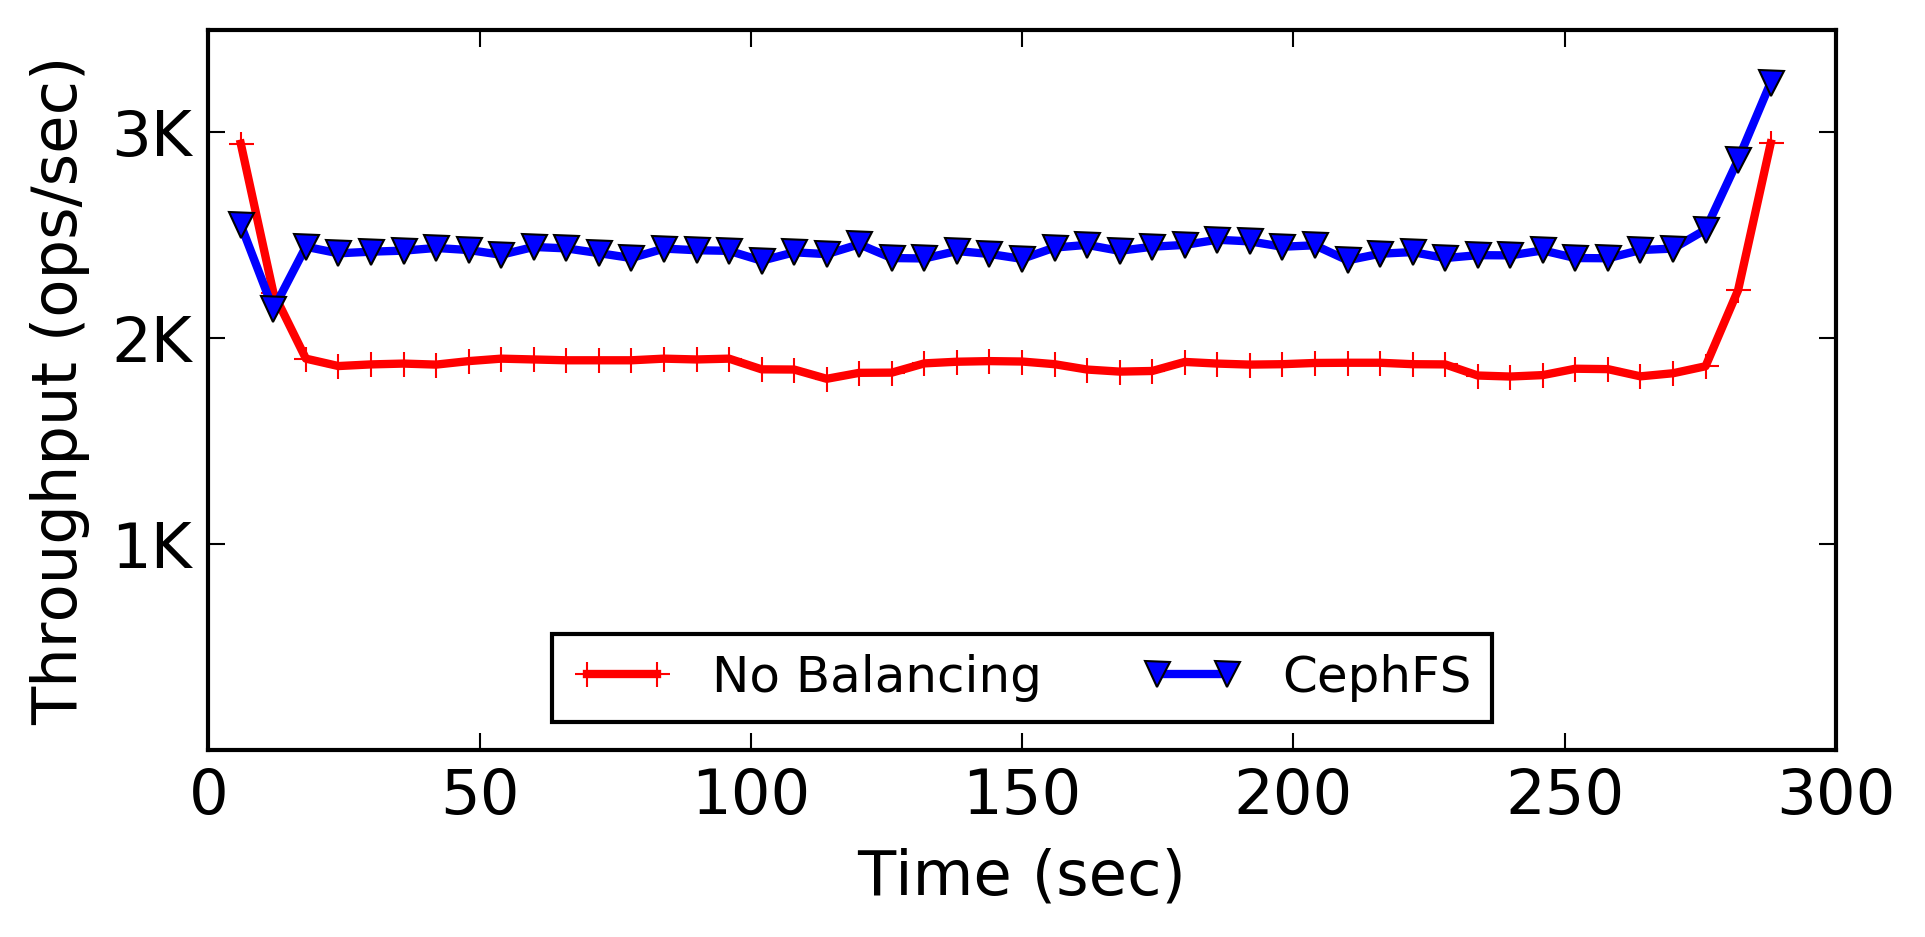 Throughput (ops/sec)
3K
2K
1K
No Balancing
CephFS
0 50 100 150 200 250 300
Time (sec)